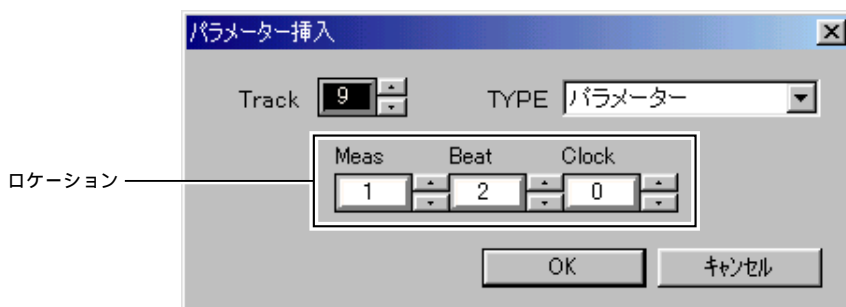 パラメーター挿入
Track 9 TYPE パラメーター
Meas Beat Clock
ロケーション 1 2 0
OK キャンセル